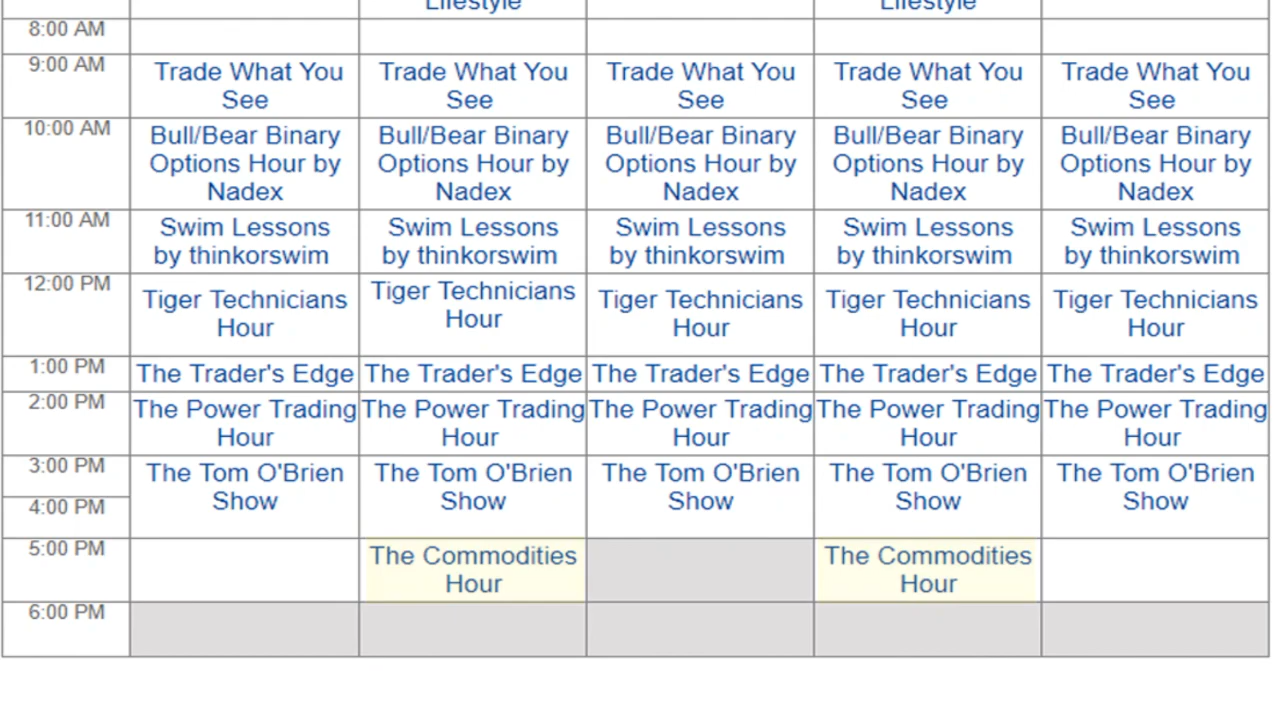 Lifestyle Lifestyle
8:00 AM
9:00 AM Trade What You Trade What You Trade What You Trade What You Trade What You
See See See See See
10:00 AM Bull/Bear Binary Bull/Bear Binary Bull/Bear Binary Bull/Bear Binary Bull/Bear Binary
Options Hour by Options Hour by Options Hour by Options Hour by Options Hour by
Nadex Nadex Nadex Nadex Nadex
11:00 AM Swim Lessons Swim Lessons Swim Lessons Swim Lessons Swim Lessons
by thinkorswim by thinkorswim by thinkorswim by thinkorswim by thinkorswim
12:00 PM Tiger Technicians Tiger Technicians Tiger Technicians Tiger Technicians Tiger Technicians
Hour Hour Hour Hour Hour
1:00 PM The Trader's Edge The Trader's Edge The Trader's Edge The Trader's Edge The Trader's Edge
2:00 PM The Power Trading The Power Trading The Power Trading The Power Trading The Power Trading
Hour Hour Hour Hour Hour
3:00 PM The Tom O'Brien The Tom O'Brien The Tom O'Brien The Tom O'Brien The Tom O'Brien
4:00 PM Show Show Show Show Show
5:00 PM The Commodities The Commodities
Hour Hour
6:00 PM